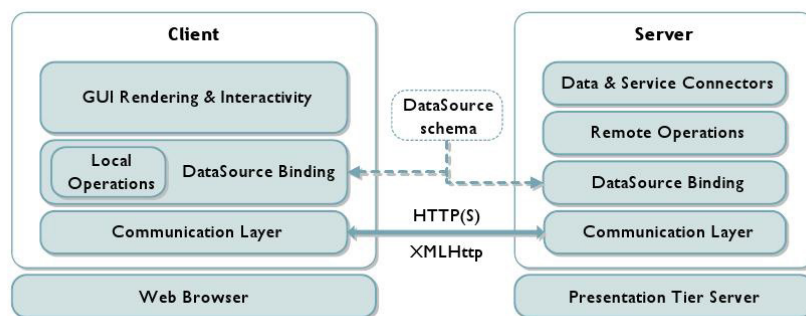 Client
GUI Rendering & Interactivity
Local
Operations
DataSource Binding
Communication Layer
Web Browser
DataSource
schema
HTTP(S)
XMLHttp
Server
Data & Service Connectors
Remote Operations
DataSource Binding
Communication Layer
Presentation Tier Server